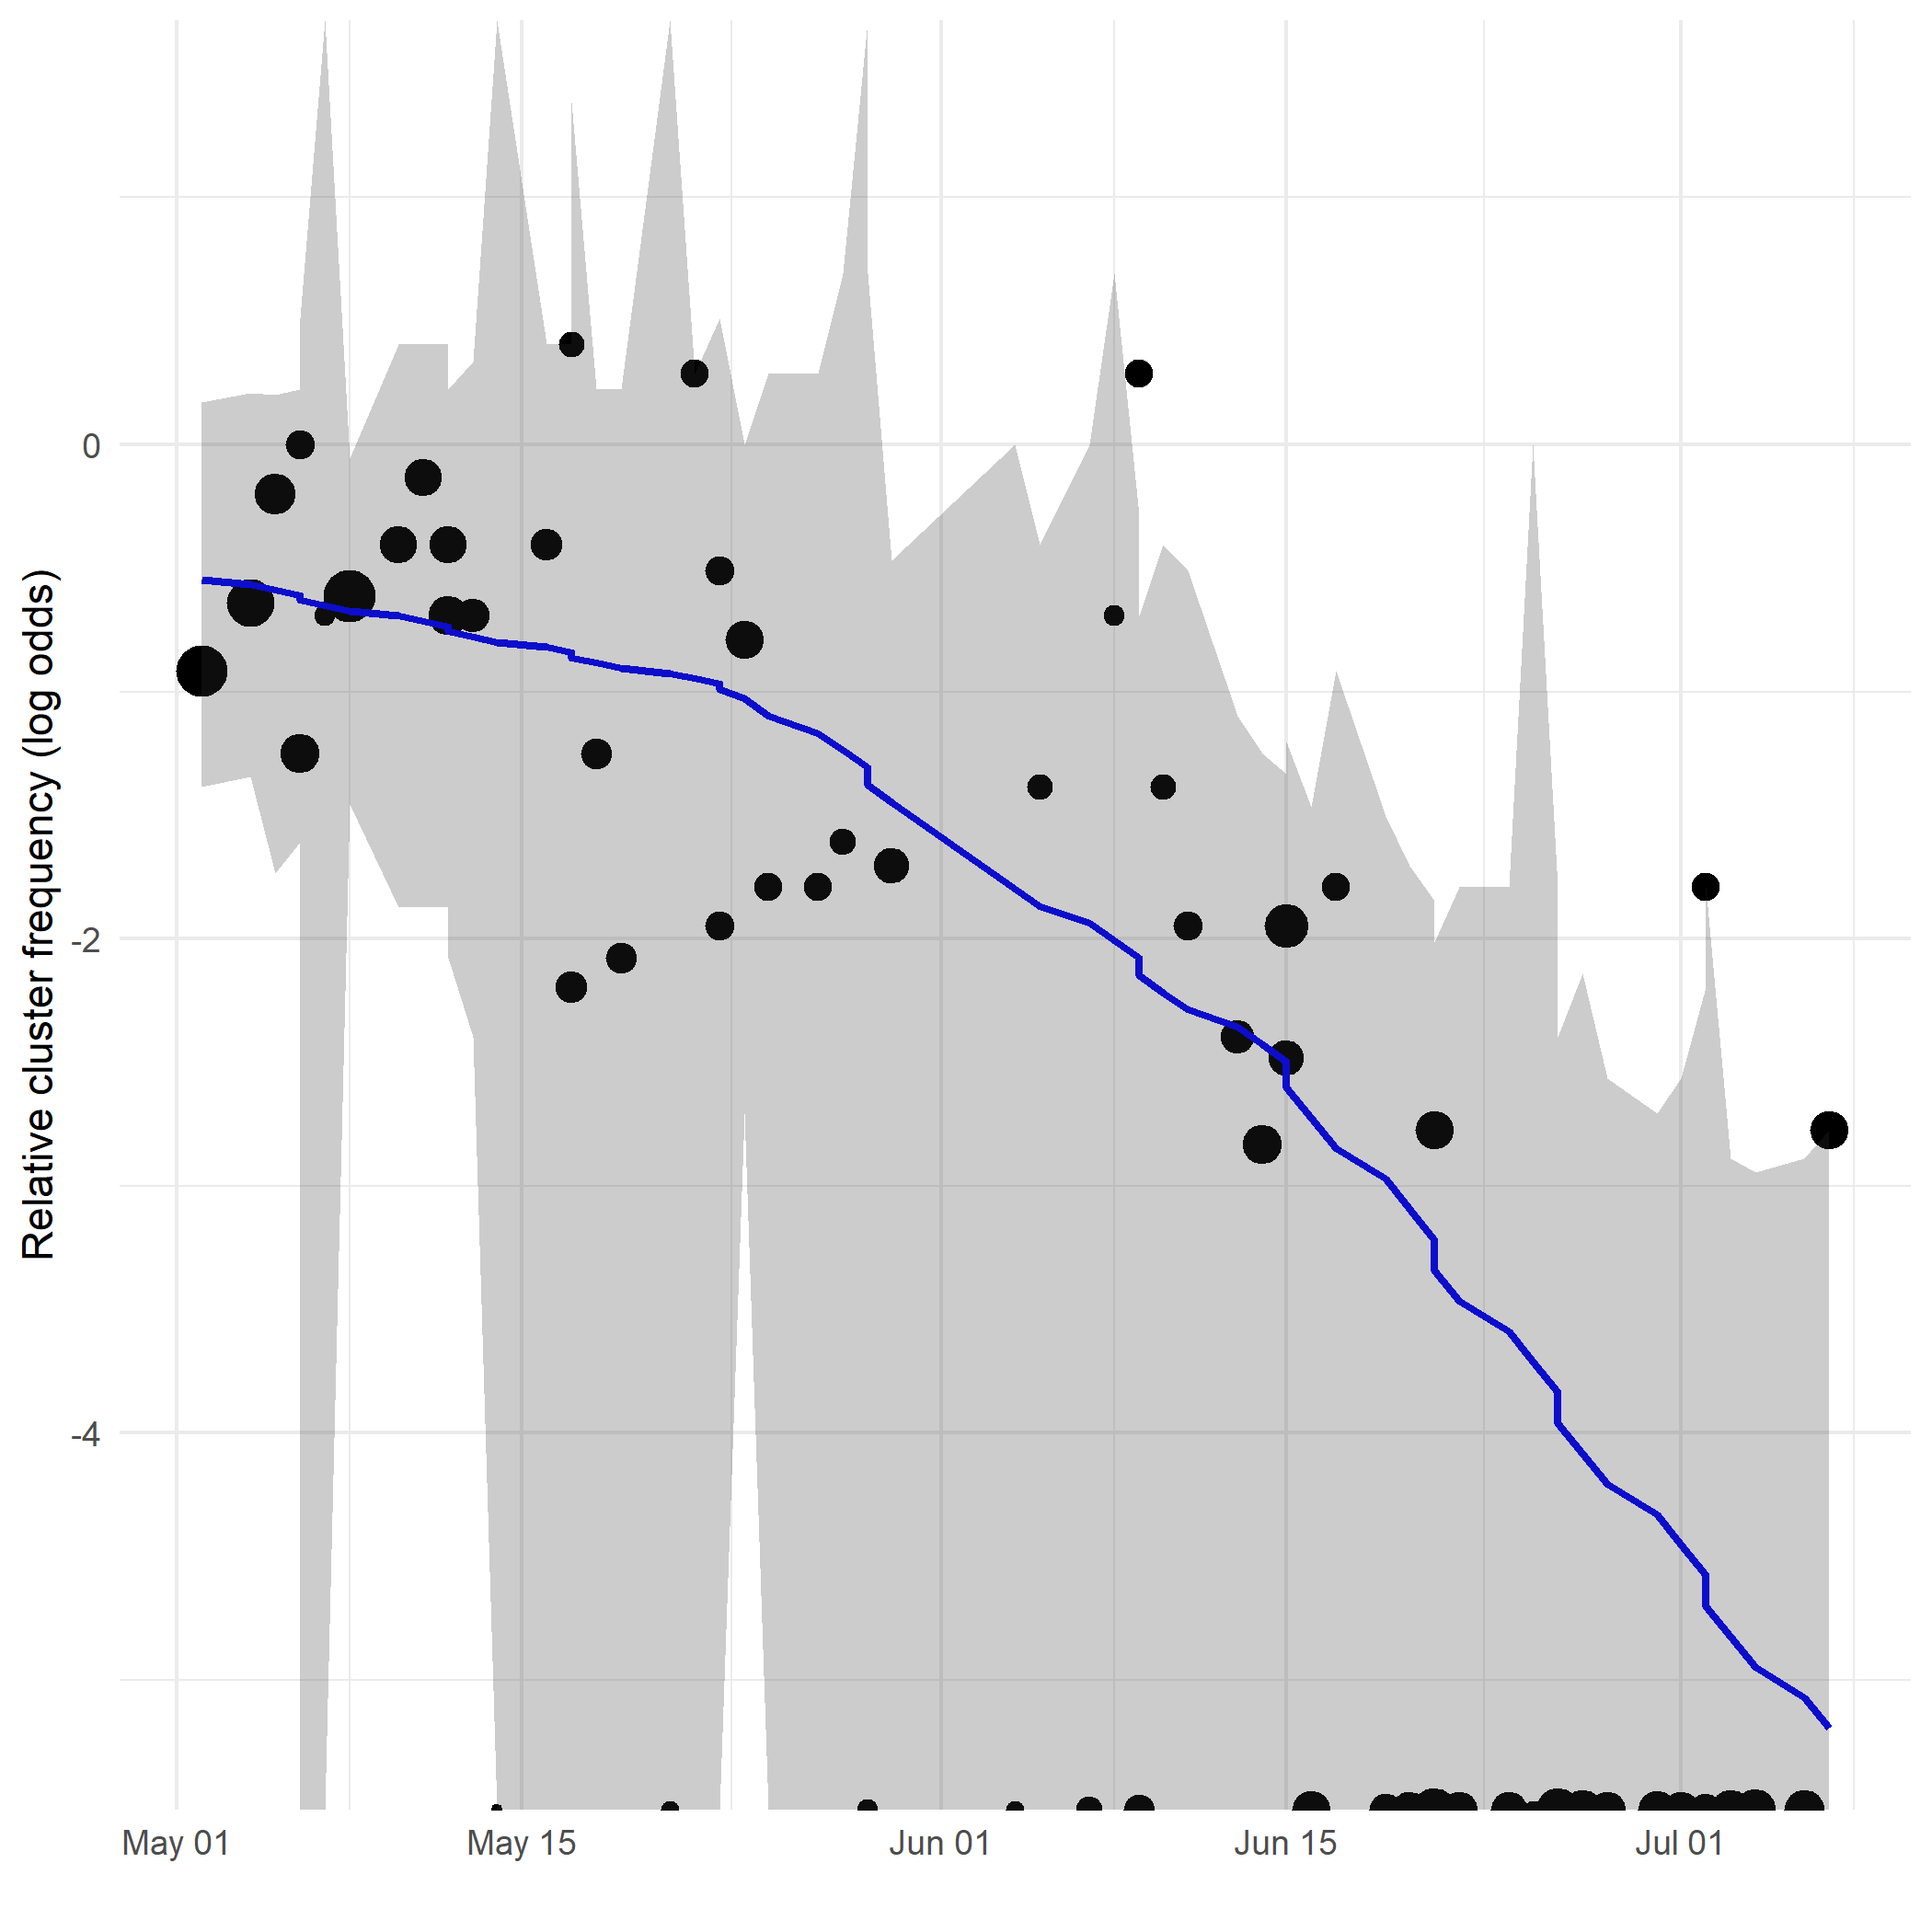 Relative cluster frequency (log odds)
0
-2
-4
May 01
May 15
Jun 01
Jun 15
Jul 01